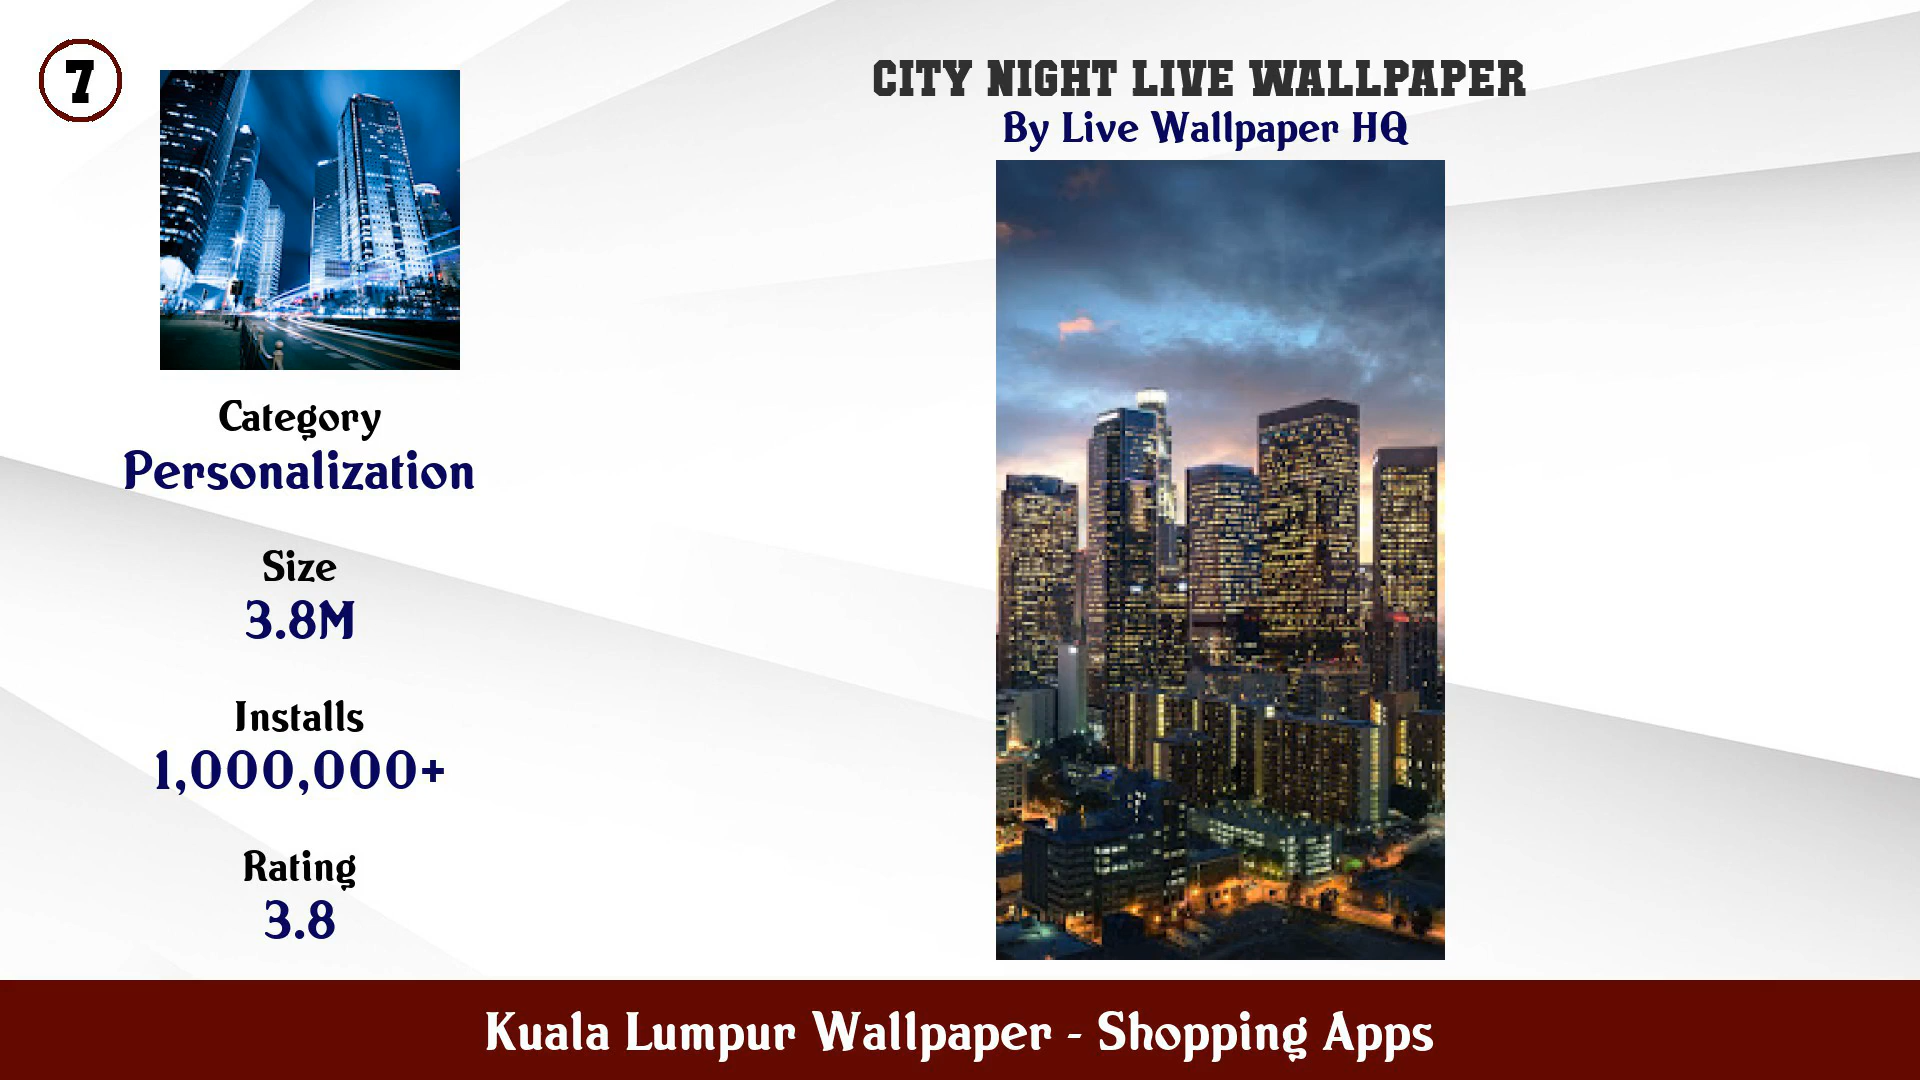 7
CITY NIGHT LIVE WALLPAPER
By Live Wallpaper HQ
Category
Personalization
Size
3.8M
Installs
1,000,000+
Rating
3.8
Kuala Lumpur Wallpaper - Shopping Apps